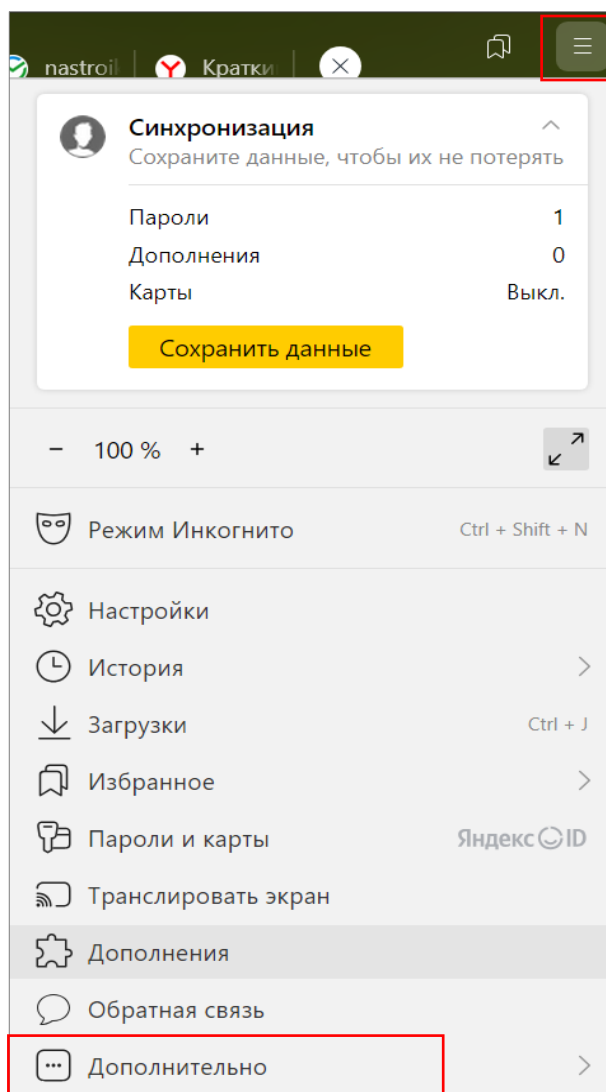 nastroil
Кратки
Синхронизация
Сохраните данные, чтобы их не потерять
Пароли 1
Дополнения 0
Карты Выкл.
Сохранить данные
- 100 % +
Режим Инкогнито Ctrl + Shift + N
Настройки
История
Загрузки Ctrl + J
Избранное
Пароли и карты Яндекс ID
Транслировать экран
Дополнения
Обратная связь
Дополнительно